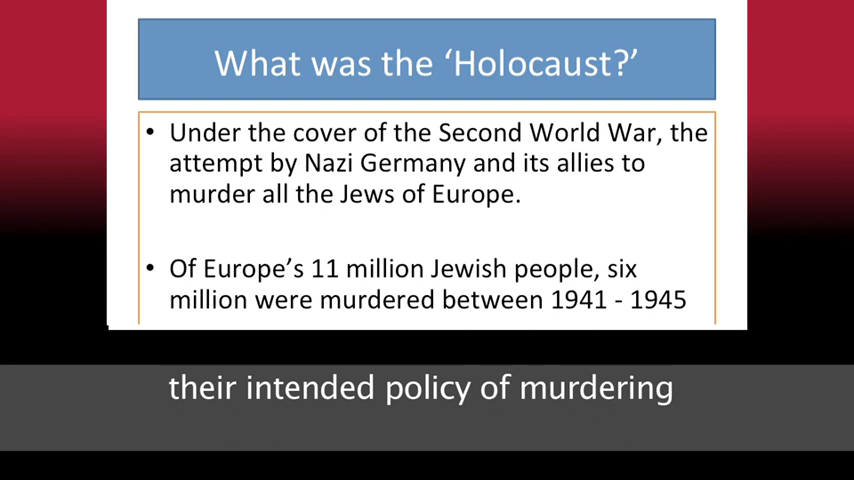 What was the ‘Holocaust?’
• Under the cover of the Second World War, the
attempt by Nazi Germany and its allies to
murder all the Jews of Europe.
• Of Europe’s 11 million Jewish people, six
million were murdered between 1941 - 1945
their intended policy of murdering